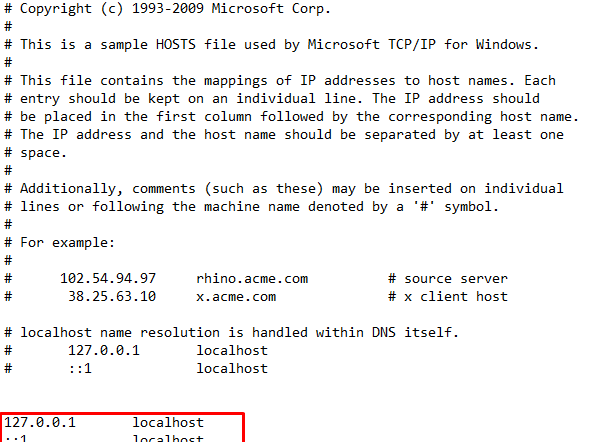 # Copyright (c) 1993-2009 Microsoft Corp.
#
# This is a sample HOSTS file used by Microsoft TCP/IP for Windows.
#
# This file contains the mappings of IP addresses to host names. Each
# entry should be kept on an individual line. The IP address should
# be placed in the first column followed by the corresponding host name.
# The IP address and the host name should be separated by at least one
# space.
#
# Additionally, comments (such as these) may be inserted on individual
# lines or following the machine name denoted by a '#' symbol.
#
# For example:
#
#      102.54.94.97     rhino.acme.com          # source server
#       38.25.63.10     x.acme.com              # x client host

# localhost name resolution is handled within DNS itself.
#       127.0.0.1       localhost
#       ::1             localhost

127.0.0.1       localhost
::1             localhost